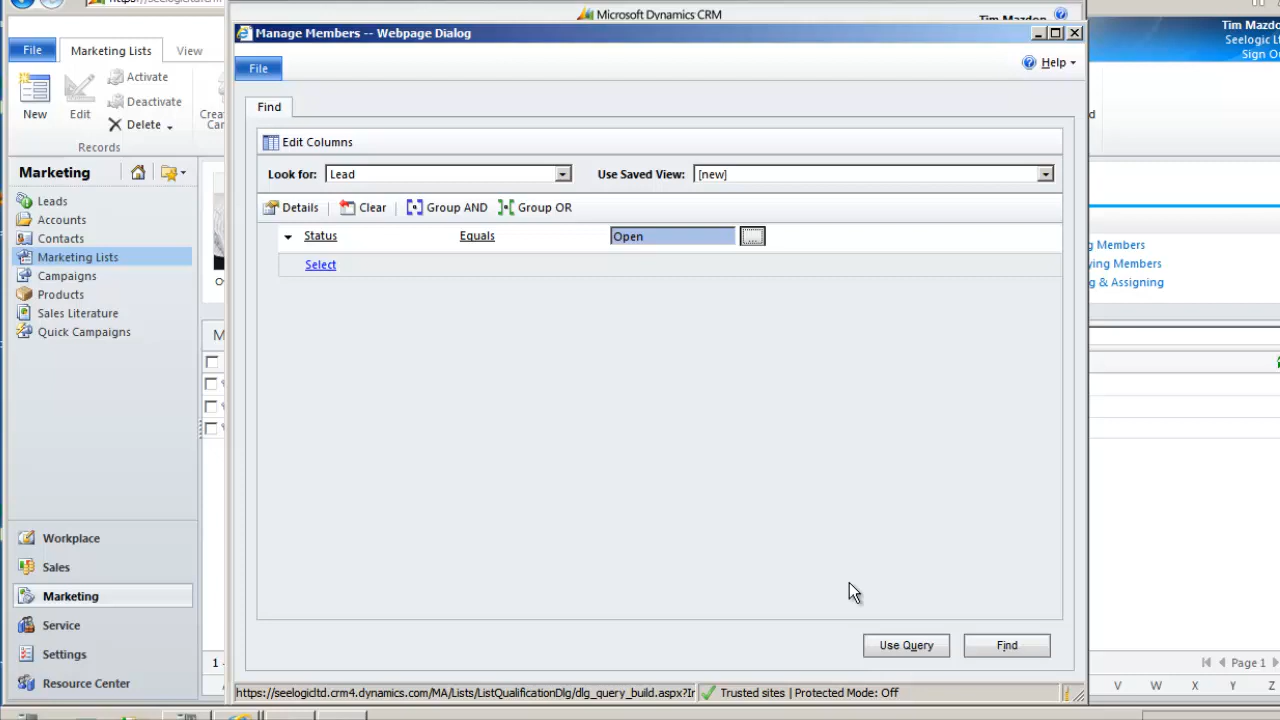 Microsoft Dynamics CRM
Manage Members -- Webpage Dialog
Tim Mazdon
Seelogic Lt
Sign O
File
Marketing Lists
View
File
Help
New
Edit
Activate
Deactivate
Delete
Records
Find
Edit Columns
Look for:
Lead
Use Saved View:
[new]
Details
Clear
Group AND
Group OR
Status
Equals
Open
...
Select
Marketing
Leads
Accounts
Contacts
Marketing Lists
Campaigns
Products
Sales Literature
Quick Campaigns
g Members
ying Members
g & Assigning
Workplace
Sales
Marketing
Service
Settings
Resource Center
Use Query
Find
Page 1
V
W
X
Y
Z
https://seelogicltd.crm4.dynamics.com/MA/Lists/ListQualificationDlg/dlg_query_build.aspx?Ir
Trusted sites | Protected Mode: Off